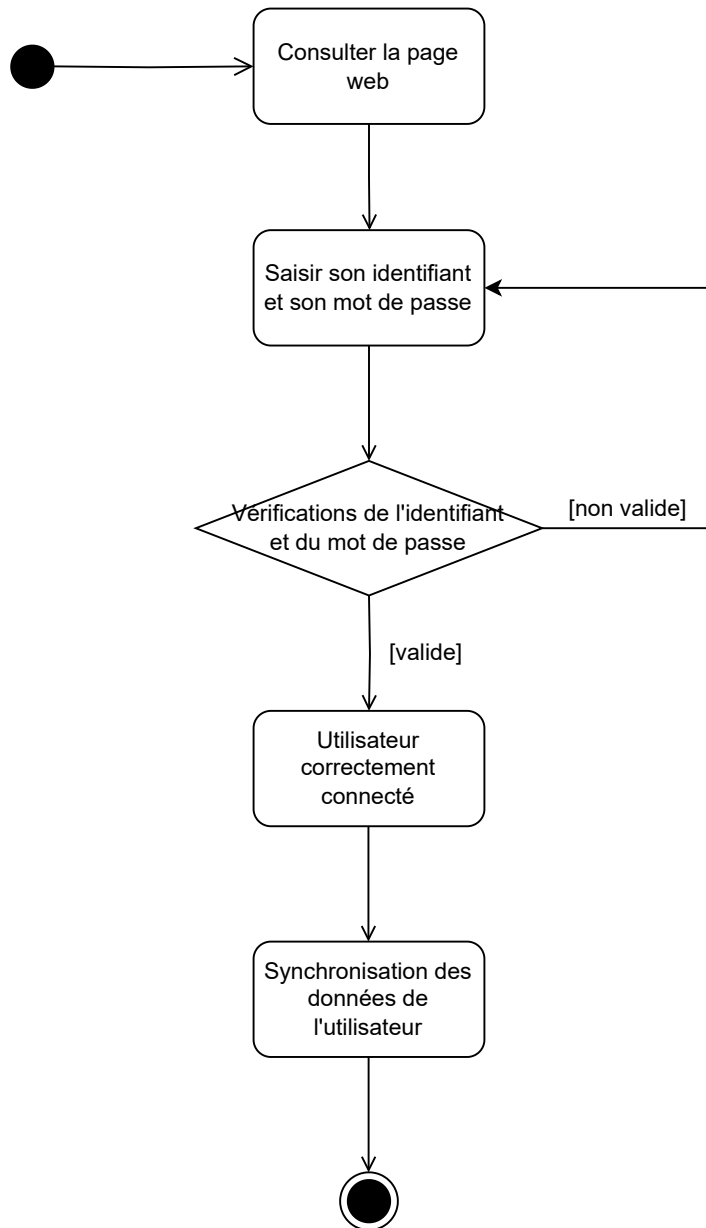 Consulter la page
web
Saisir son identifiant
et son mot de passe
Vérifications de l'identifiant
et du mot de passe
[non valide]
[valide]
Utilisateur
correctement
connecté
Synchronisation des
données de
l'utilisateur